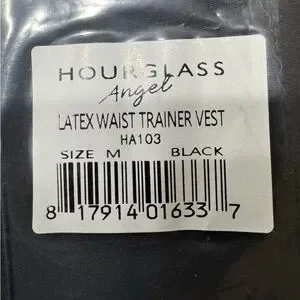 HOURGLASS
Angel
LATEX WAIST TRAINER VEST
HA103
SIZE M BLACK
8 17914 01633 7